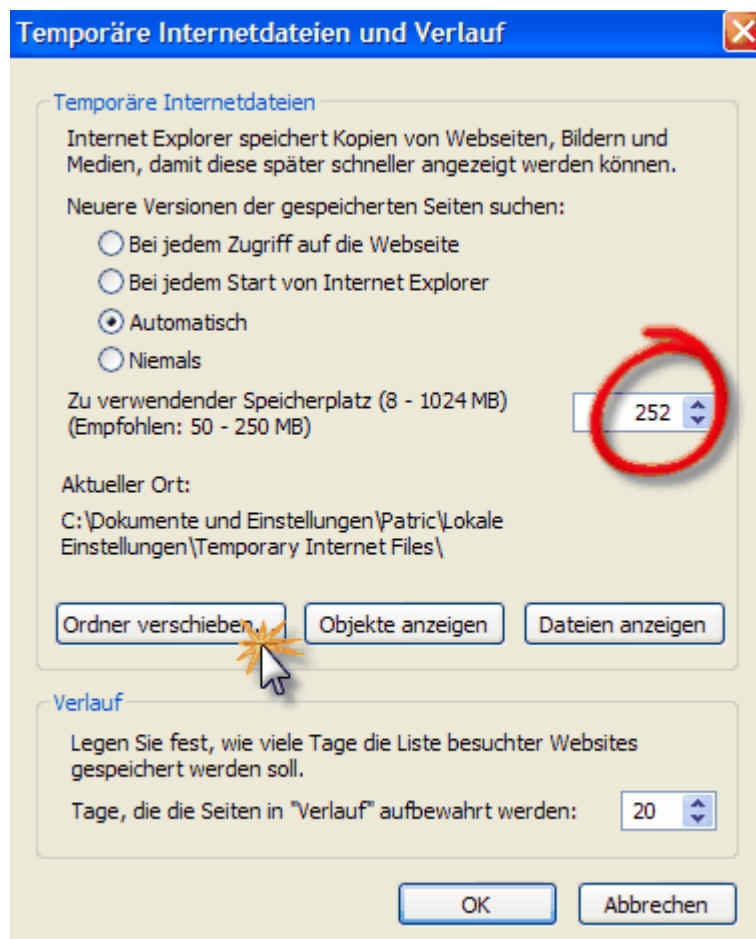 Temporäre Internetdateien und Verlauf
Temporäre Internetdateien
Internet Explorer speichert Kopien von Webseiten, Bildern und
Medien, damit diese später schneller angezeigt werden können.
Neuere Versionen der gespeicherten Seiten suchen:
Bei jedem Zugriff auf die Webseite
Bei jedem Start von Internet Explorer
Automatisch
Niemals
Zu verwendender Speicherplatz (8 - 1024 MB) 252
(Empfohlen: 50 - 250 MB)
Aktueller Ort:
C:\Dokumente und Einstellungen\Patric\Lokale
Einstellungen\Temporary Internet Files\
Ordner verschieben... Objekte anzeigen Dateien anzeigen
Verlauf
Legen Sie fest, wie viele Tage die Liste besuchter Websites
gespeichert werden soll.
Tage, die die Seiten in "Verlauf" aufbewahrt werden: 20
OK Abbrechen